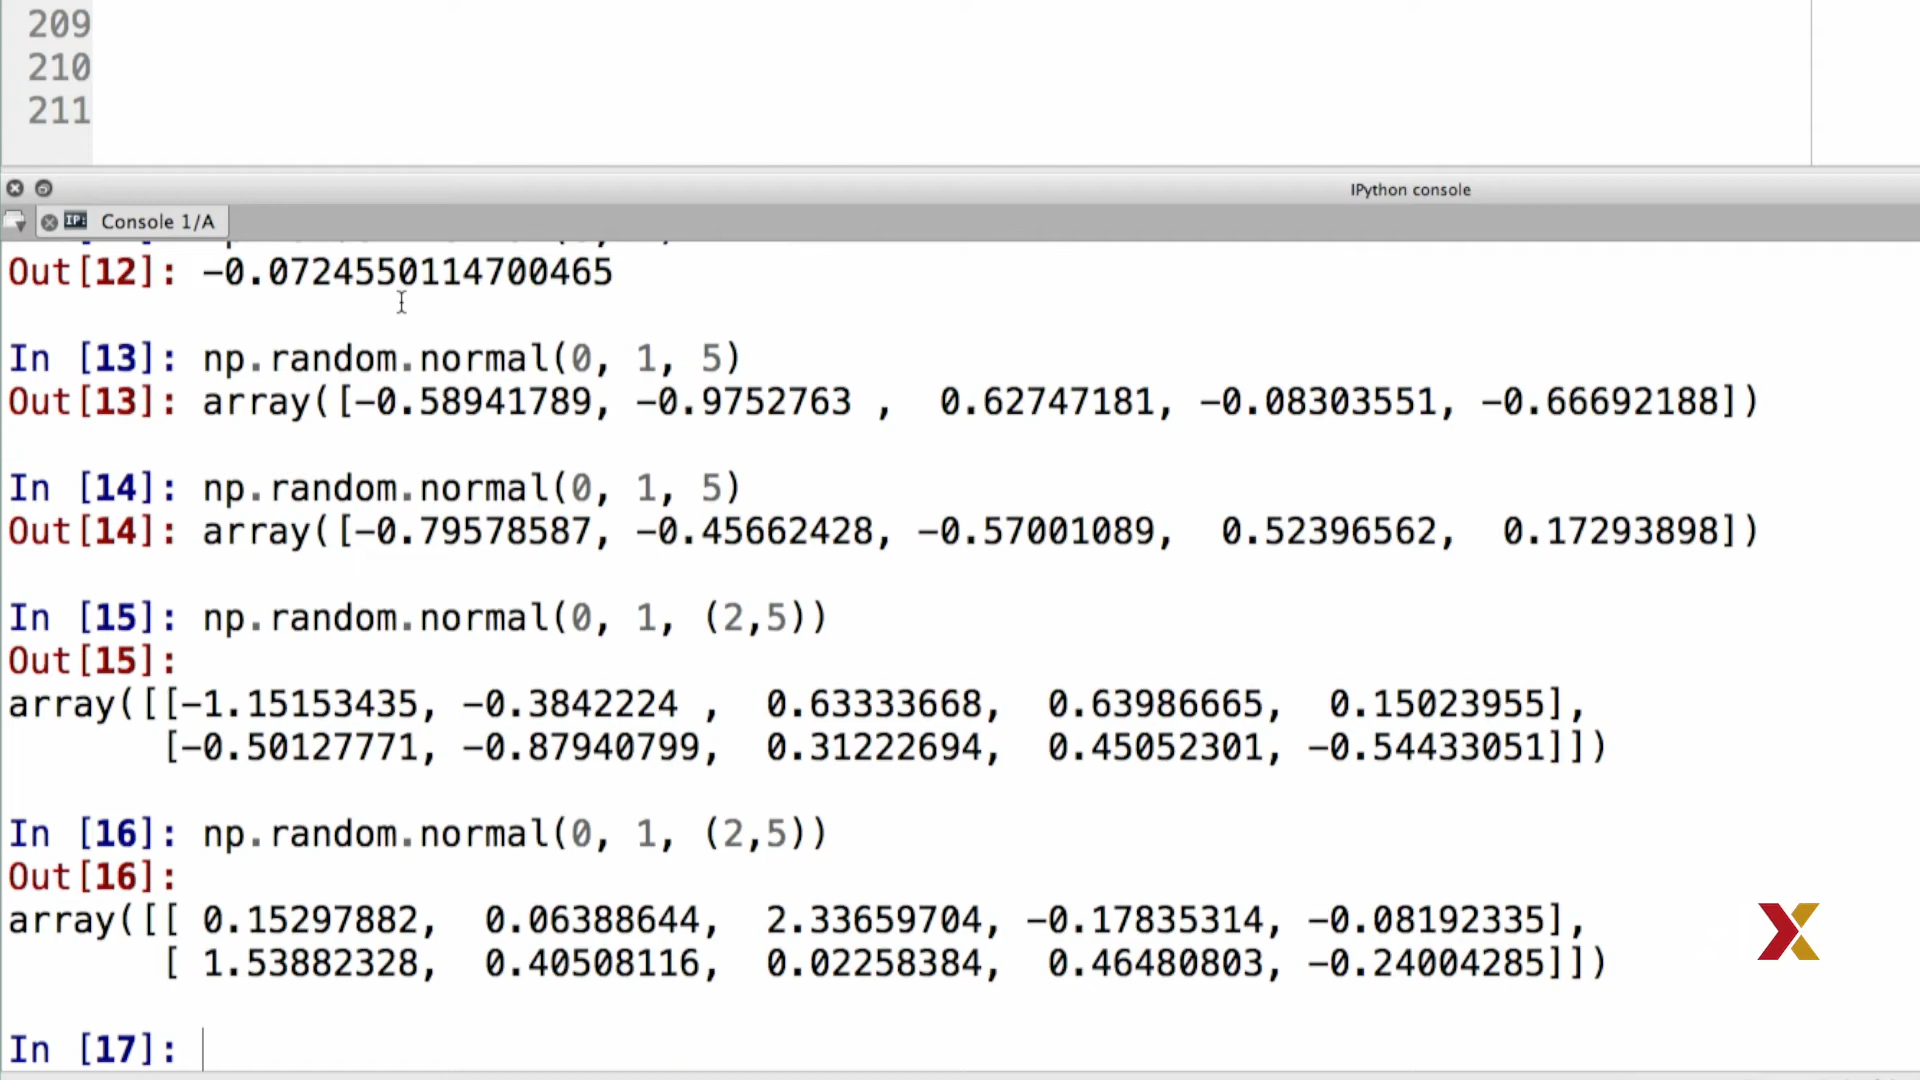 209
210
211
IPython console
IP: Console 1/A
Out[12]: -0.0724550114700465
In [13]: np.random.normal(0, 1, 5)
Out[13]: array([-0.58941789, -0.9752763 ,  0.62747181, -0.08303551, -0.66692188])
In [14]: np.random.normal(0, 1, 5)
Out[14]: array([-0.79578587, -0.45662428, -0.57001089,  0.52396562,  0.17293898])
In [15]: np.random.normal(0, 1, (2,5))
Out[15]:
array([[-1.15153435, -0.3842224 ,  0.63333668,  0.63986665,  0.15023955],
       [-0.50127771, -0.87940799,  0.31222694,  0.45052301, -0.54433051]])
In [16]: np.random.normal(0, 1, (2,5))
Out[16]:
array([[ 0.15297882,  0.06388644,  2.33659704, -0.17835314, -0.08192335],
       [ 1.53882328,  0.40508116,  0.02258384,  0.46480803, -0.24004285]])
In [17]: